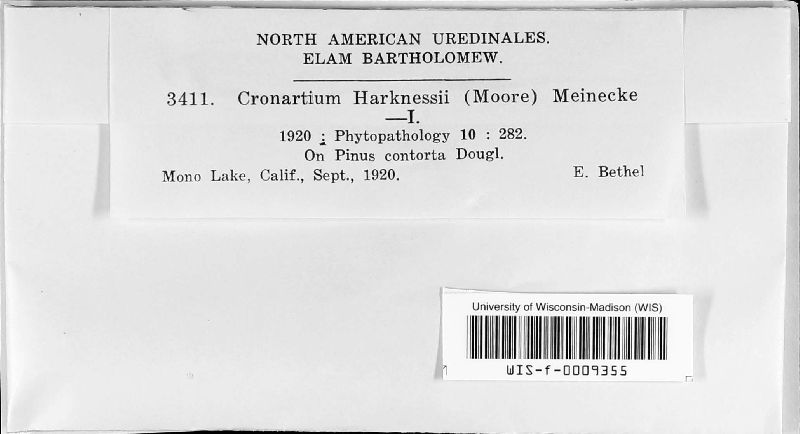 NORTH AMERICAN UREDINALES.
ELAM BARTHOLOMEW.
3411. Cronartium Harknessii (Moore) Meinecke
—I.
1920 : Phytopathology 10 : 282.
On Pinus contorta Dougl.
Mono Lake, Calif., Sept., 1920. E. Bethel
University of Wisconsin-Madison (WIS)
WIS-f-0009355